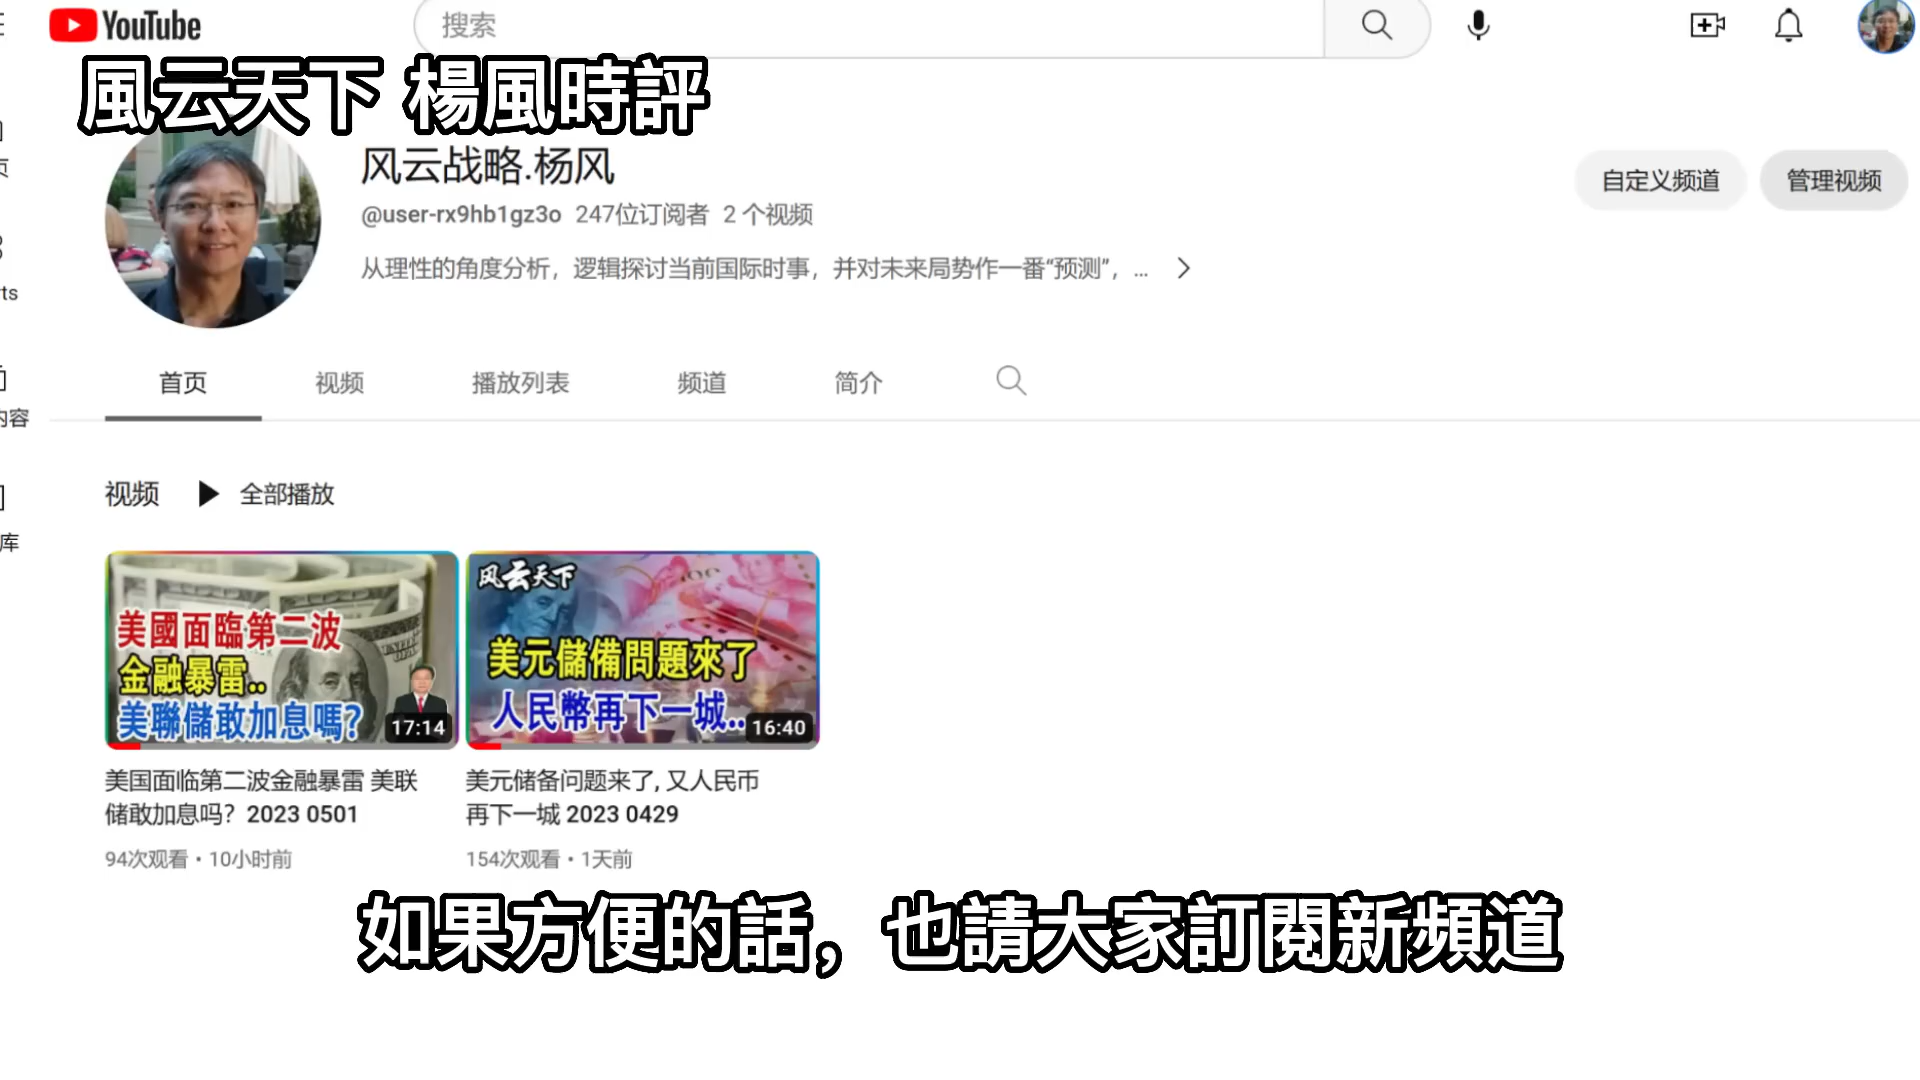 YouTube
搜索
風云天下 楊風時評
风云战略.杨风
@user-rx9hb1gz3o 247位订阅者 2 个视频
从理性的角度分析，逻辑探讨当前国际时事，并对未来局势作一番“预测”，...
自定义频道
管理视频
页
rts
内容
库
首页 视频 播放列表 频道 简介
视频 全部播放
美國面臨第二波
金融暴雷..
美聯儲敢加息嗎?
17:14
风云天下
美元儲備問題來了
人民幣再下一城..
16:40
美国面临第二波金融暴雷 美联
储敢加息吗？2023 0501
94次观看・10小时前
美元储备问题来了, 又人民币
再下一城 2023 0429
154次观看・1天前
如果方便的話，也請大家訂閱新頻道